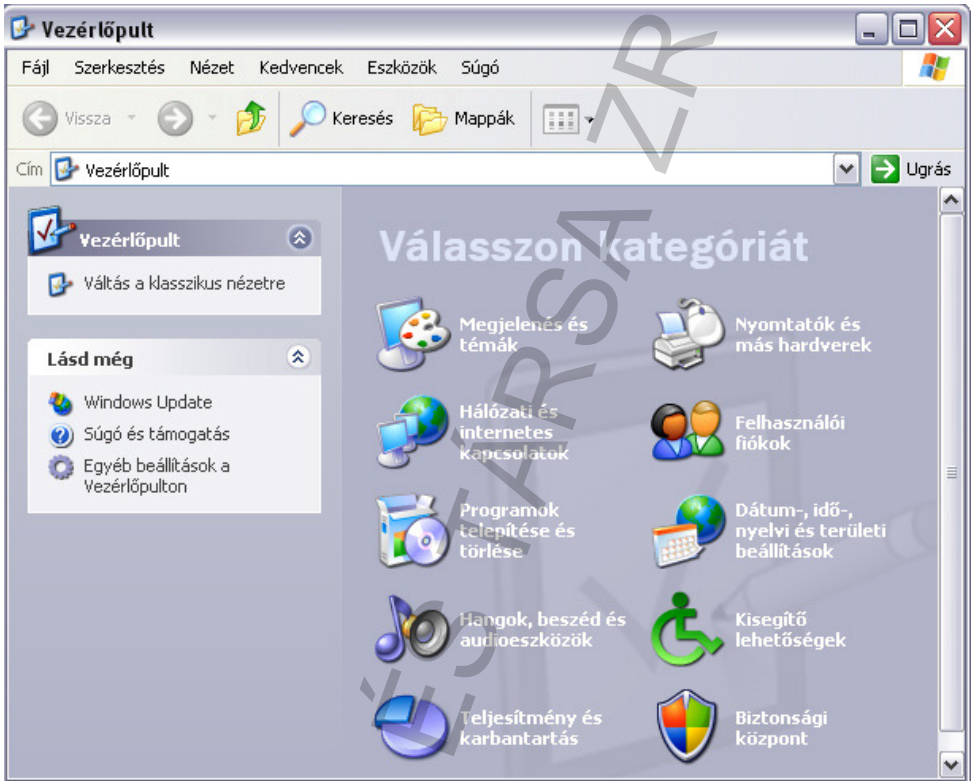 Vezérlőpult
Fájl Szerkesztés Nézet Kedvencek Eszközök Súgó
Vissza Keresés Mappák
Cím Vezérlőpult Ugrás
Vezérlőpult
Váltás a klasszikus nézetre
Lásd még
Windows Update
Súgó és támogatás
Egyéb beállítások a
Vezérlőpulton
Válasszon kategóriát
Megjelenés és
témák
Nyomtatók és
más hardverek
Hálózati és
internetes
kapcsolatok
Felhasználói
fiókok
Programok
telepítése és
törlése
Dátum-, idő-,
nyelvi és területi
beállítások
Hangok, beszéd és
audioeszközök
Kisegítő
lehetőségek
Teljesítmény és
karbantartás
Biztonsági
központ
ÉS TÁRSA ZR